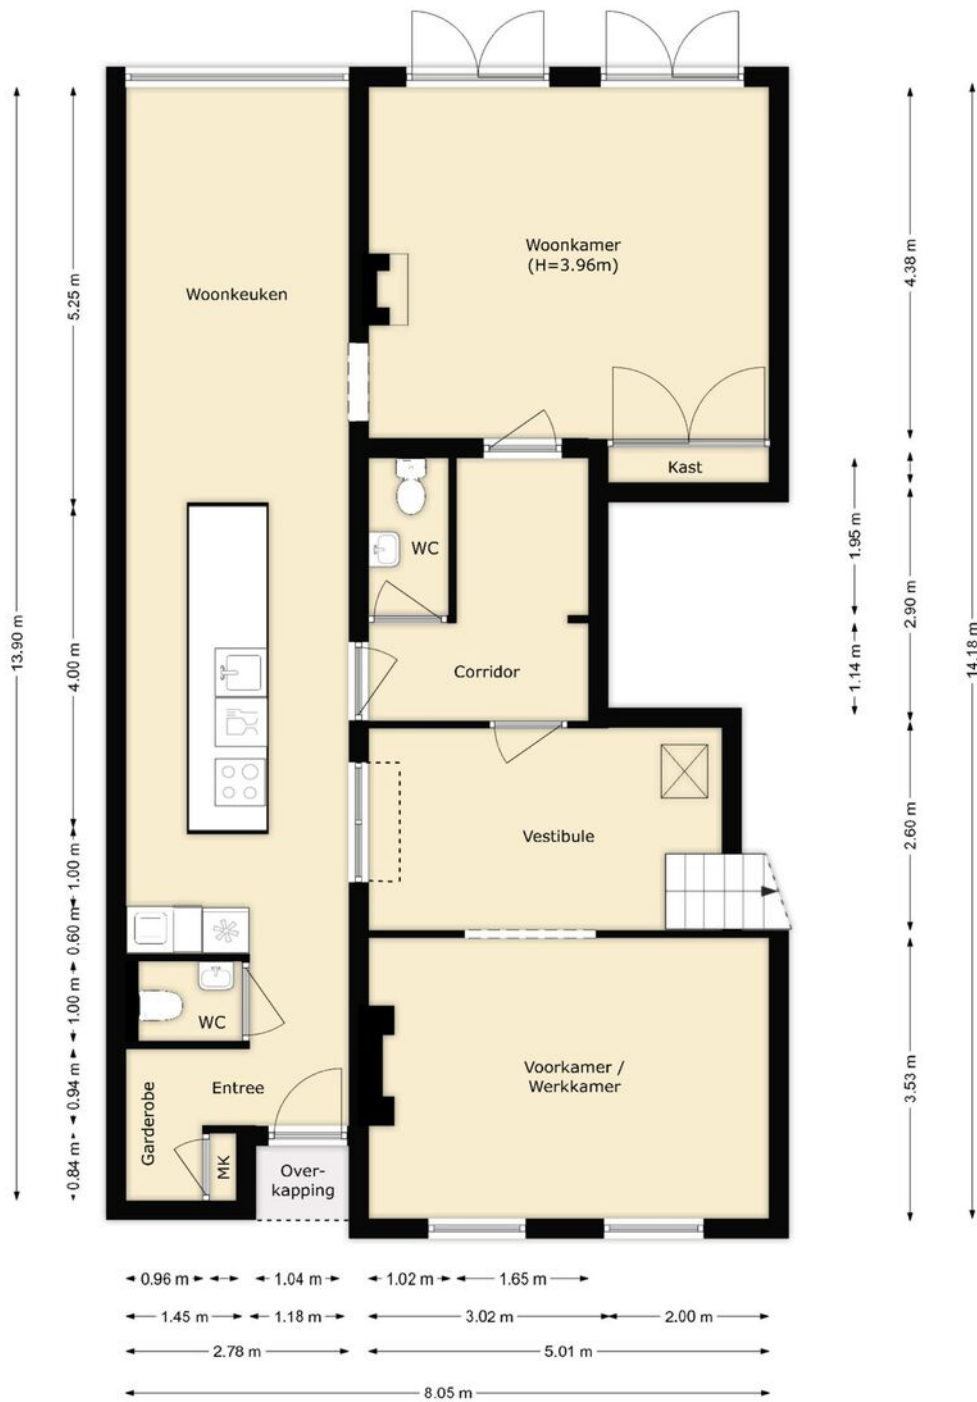 Woonkamer
(H=3.96m)
Woonkeuken
Kast
WC
Corridor
Vestibule
WC
Voorkamer /
Werkkamer
Entree
Garderobe
MK
Over-
kapping
13.90 m
5.25 m
4.00 m
1.00 m
0.60 m
1.00 m
0.94 m
0.84 m
4.38 m
1.95 m
2.90 m
1.14 m
2.60 m
3.53 m
14.18 m
0.96 m
1.04 m
1.02 m
1.65 m
1.45 m
1.18 m
3.02 m
2.00 m
2.78 m
5.01 m
8.05 m